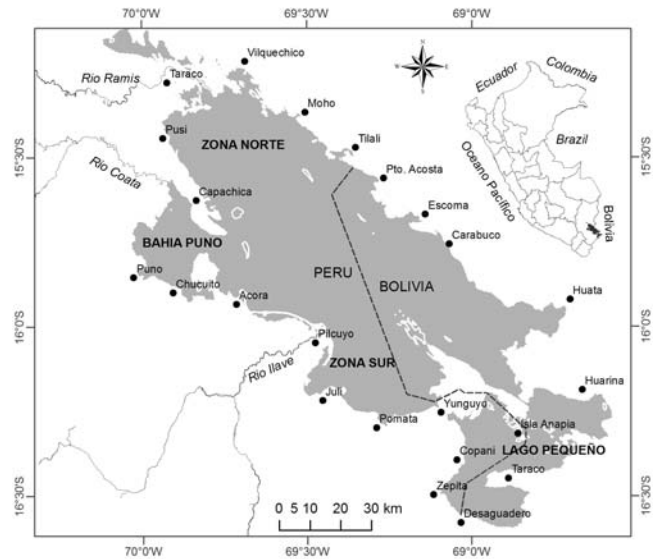 70°0'W 69°30'W 69°0'W
Vilquechico
Rio Ramis
Taraco
Ecuador
Colombia
Moho
Pusi
ZONA NORTE
Tilali
Brazil
15°30'S
15°30'S
Pto. Acosta
Oceano Pacífico
Rio Coata
Capachica
Escoma
Bolivia
Carabuco
BAHIA PUNO
PERU
BOLIVIA
Puno
Chucuito
Acora
Huata
16°0'S
16°0'S
Pilcuyo
ZONA SUR
Rio Ilave
Huarina
Juli
Yunguyo
Pomata
Isla Anapia
LAGO PEQUEÑO
Copani
Taraco
16°30'S
Zepita
16°30'S
Desaguadero
0 5 10 20 30 km
70°0'W 69°30'W 69°0'W